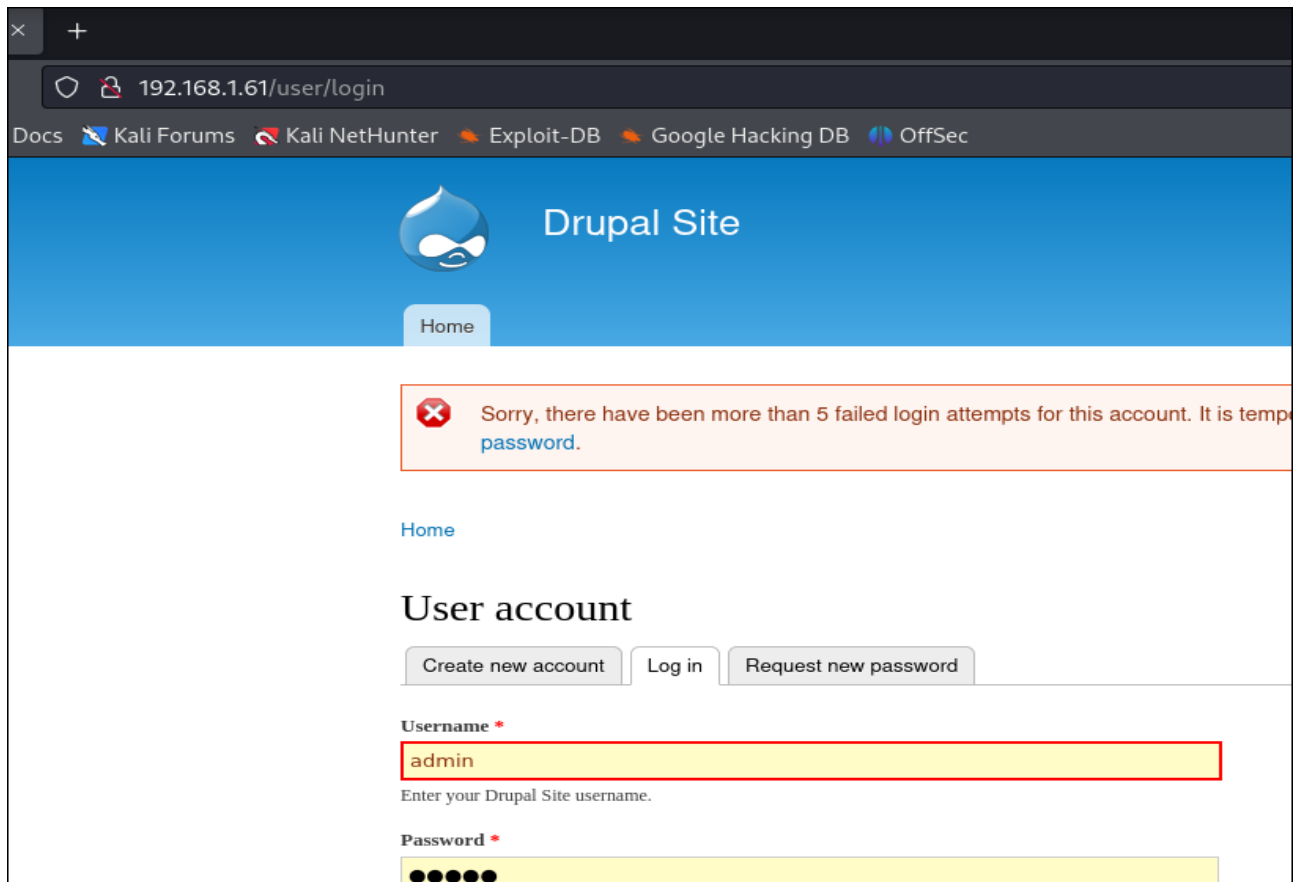 192.168.1.61/user/login
Docs Kali Forums Kali NetHunter Exploit-DB Google Hacking DB OffSec
Drupal Site
Home
Sorry, there have been more than 5 failed login attempts for this account. It is
password.
Home
User account
Create new account Log in Request new password
Username *
admin
Enter your Drupal Site username.
Password *